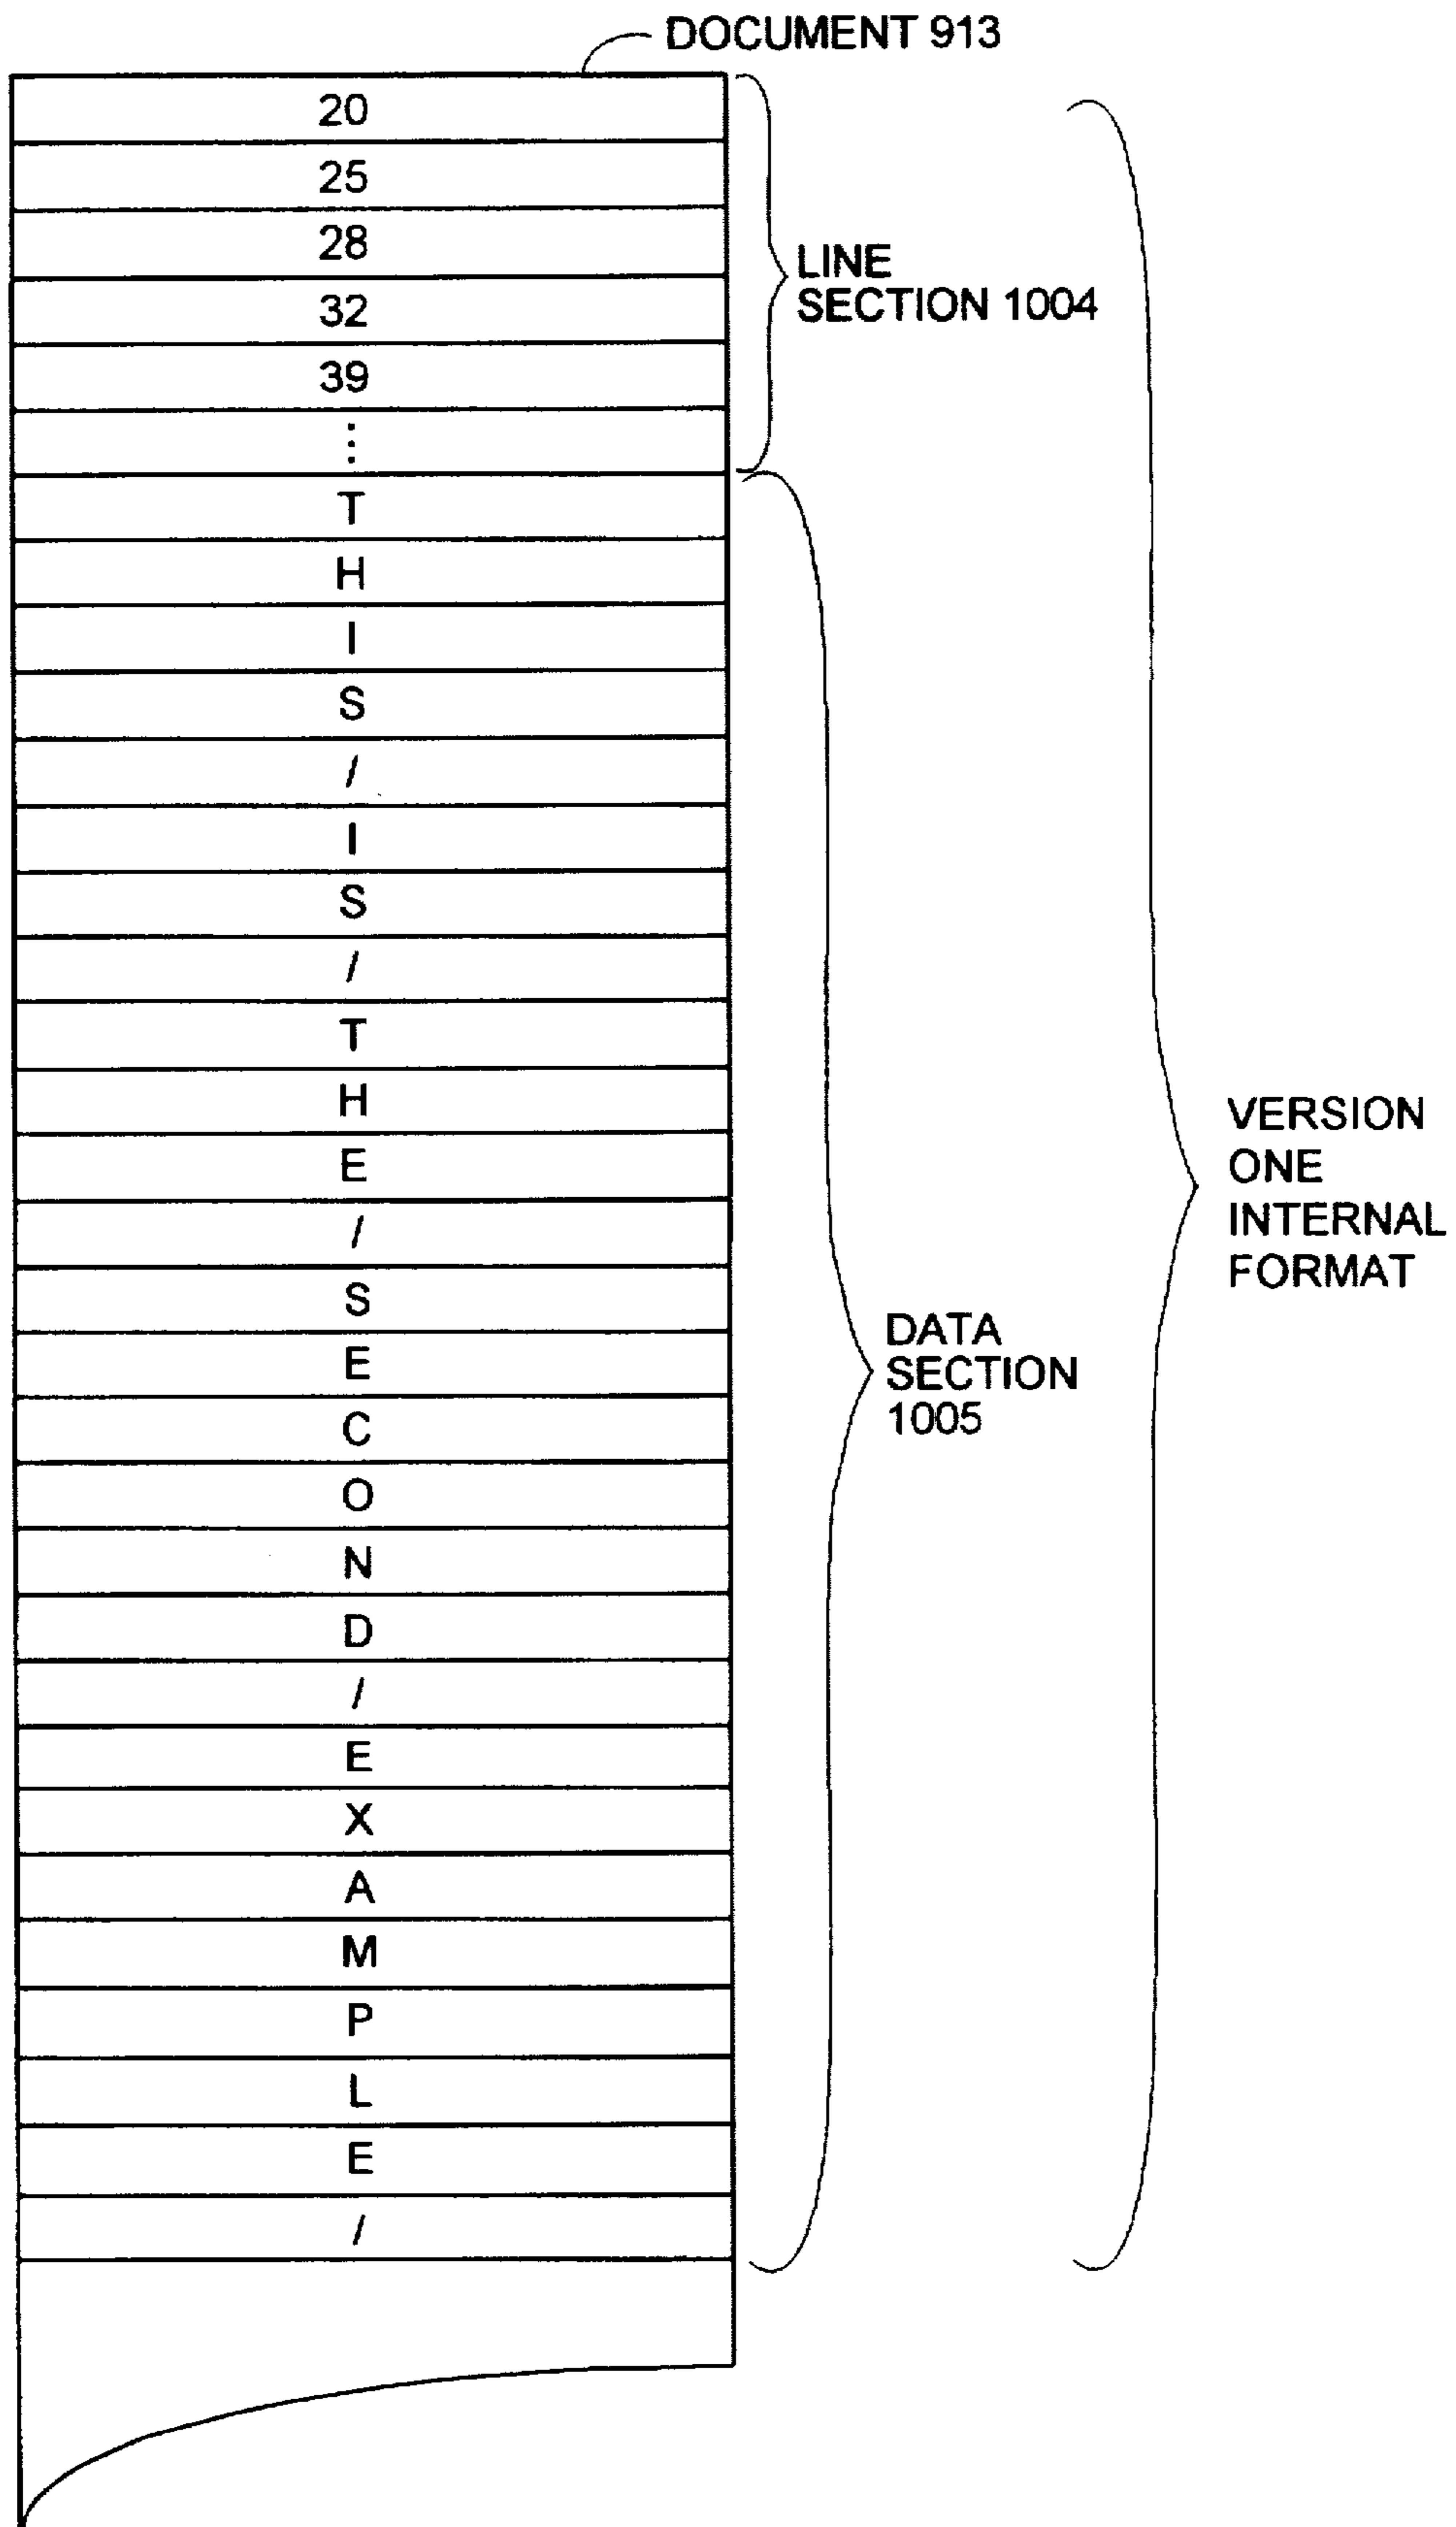 DOCUMENT 913
20
25
28
32
39
⋮
LINE
SECTION 1004
T
H
I
S
/
I
S
/
T
H
E
/
S
E
C
O
N
D
/
E
X
A
M
P
L
E
/
DATA
SECTION
1005
VERSION
ONE
INTERNAL
FORMAT